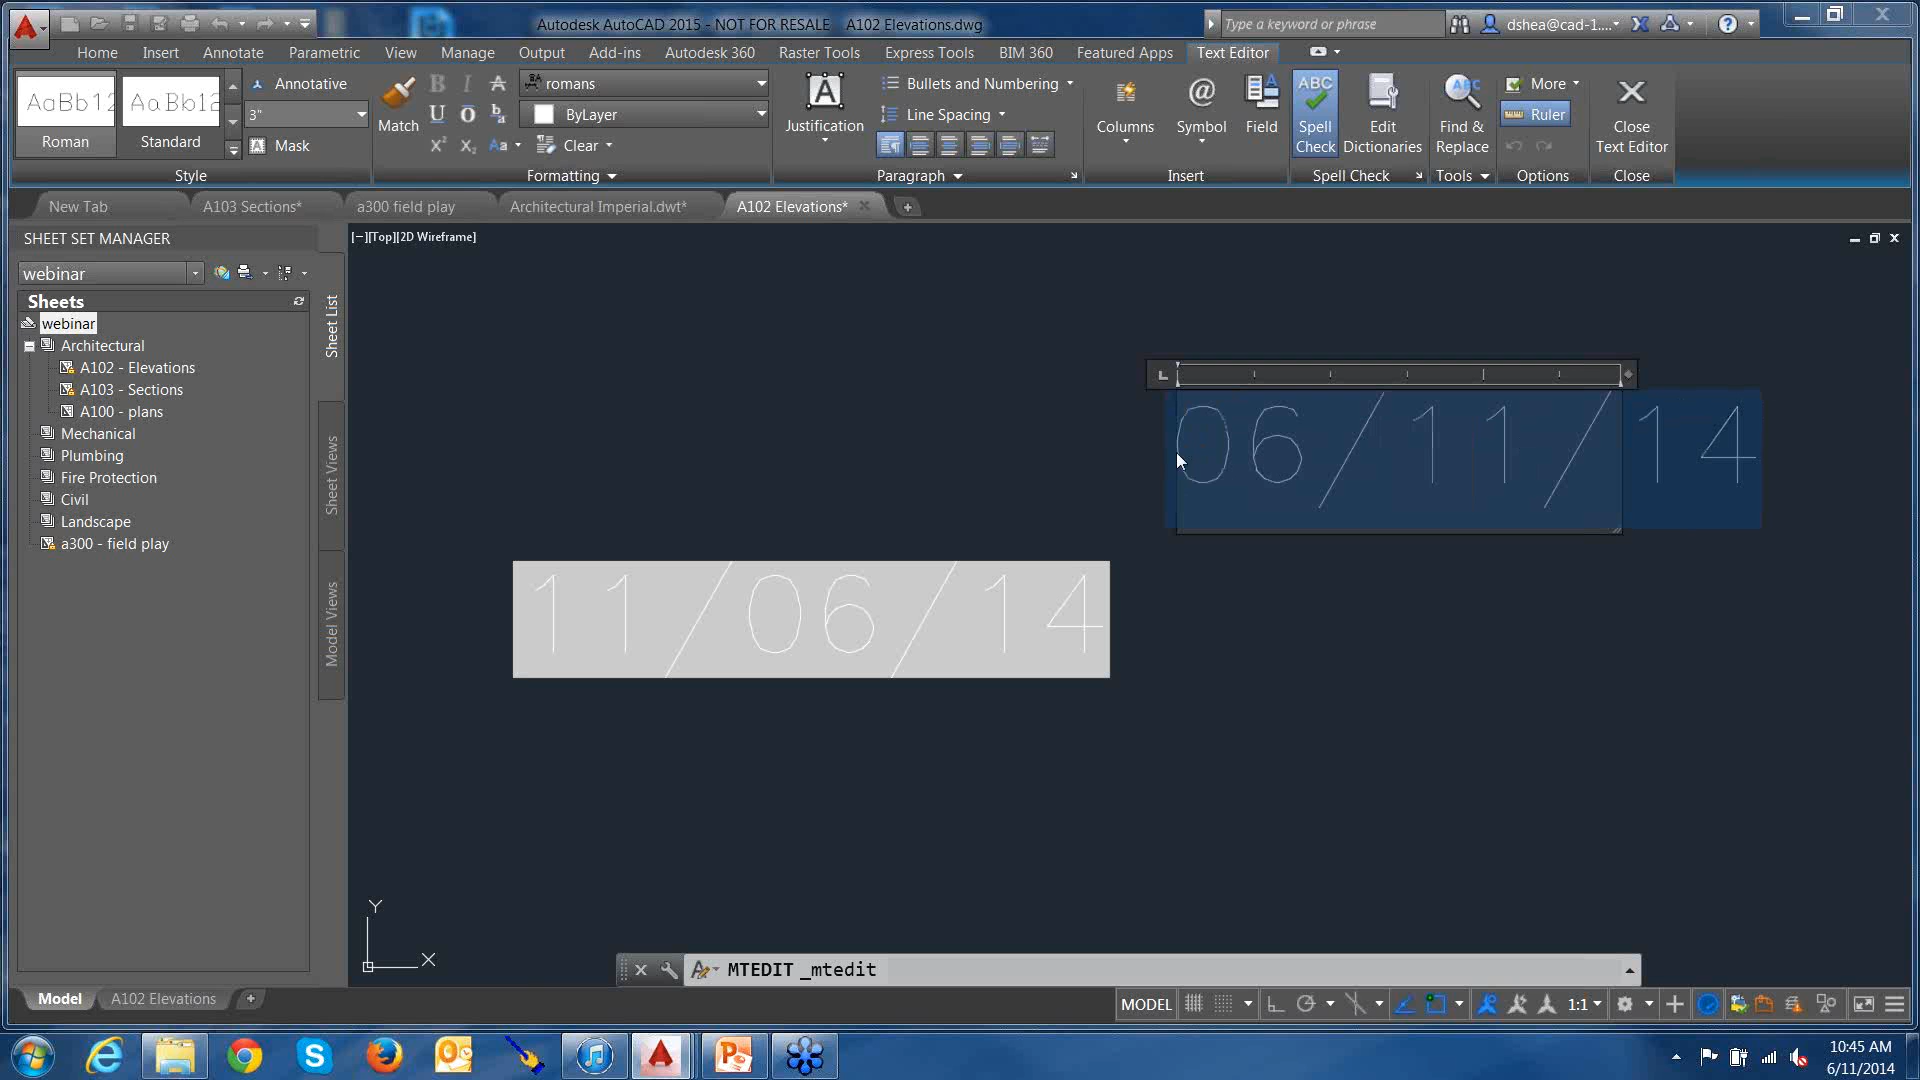 Autodesk AutoCAD 2015 - NOT FOR RESALE A102 Elevations.dwg
Type a keyword or phrase
dshea@cad-1....
Home Insert Annotate Parametric View Manage Output Add-ins Autodesk 360 Raster Tools Express Tools BIM 360 Featured Apps Text Editor
AaBb12 AaBb12
Roman Standard
Annotative
3"
Mask
Style
Match
romans
ByLayer
Clear
Formatting
Justification
Bullets and Numbering
Line Spacing
Paragraph
Columns
Symbol
Field
Insert
ABC
Spell
Check
Edit
Dictionaries
Spell Check
ABC
Find &
Replace
Tools
More
Ruler
Options
Close
Text Editor
Close
New Tab A103 Sections* a300 field play Architectural Imperial.dwt* A102 Elevations*
SHEET SET MANAGER
webinar
Sheets
webinar
Architectural
A102 - Elevations
A103 - Sections
A100 - plans
Mechanical
Plumbing
Fire Protection
Civil
Landscape
a300 - field play
Sheet List
Sheet Views
Model Views
[−][Top][2D Wireframe]
06/11/14
11/06/14
Y
X
MTEDIT _mtedit
Model A102 Elevations
MODEL
1:1
10:45 AM
6/11/2014